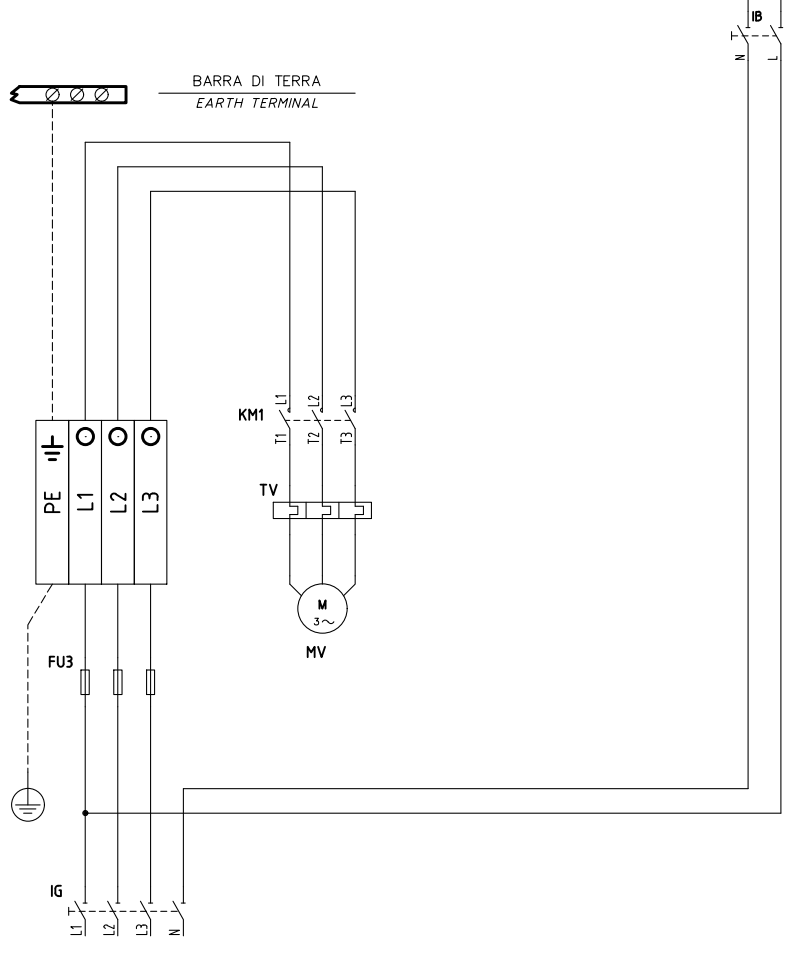 IB
N L
BARRA DI TERRA
EARTH TERMINAL
L1 L2 L3
KM1
T1 T2 T3
PE L1 L2 L3
TV
M
3~
MV
FU3
IG
L1 L2 L3 N